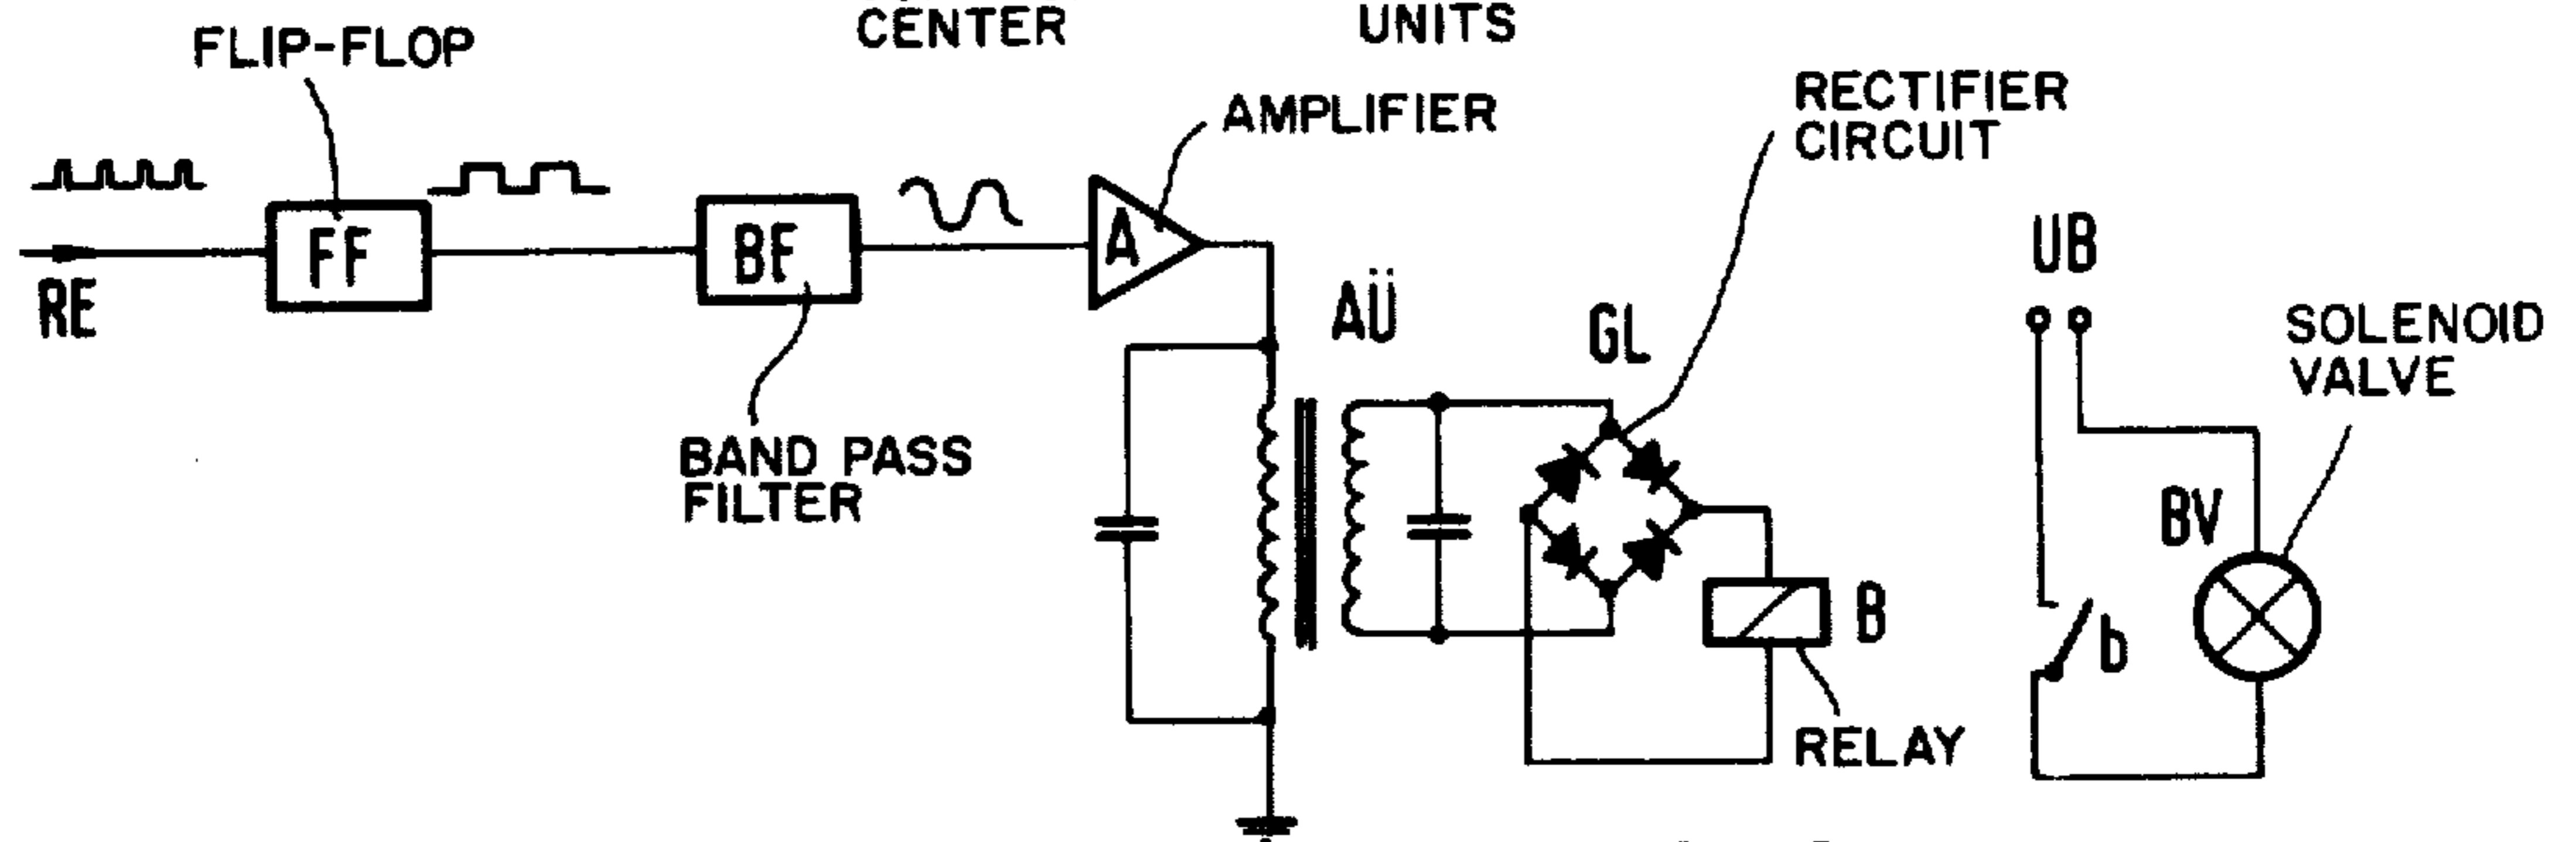 CENTER
UNITS
FLIP-FLOP
AMPLIFIER
RECTIFIER
CIRCUIT
RE
FF
BF
A
AÜ
GL
UB
SOLENOID
VALVE
BAND PASS
FILTER
BV
B
b
RELAY